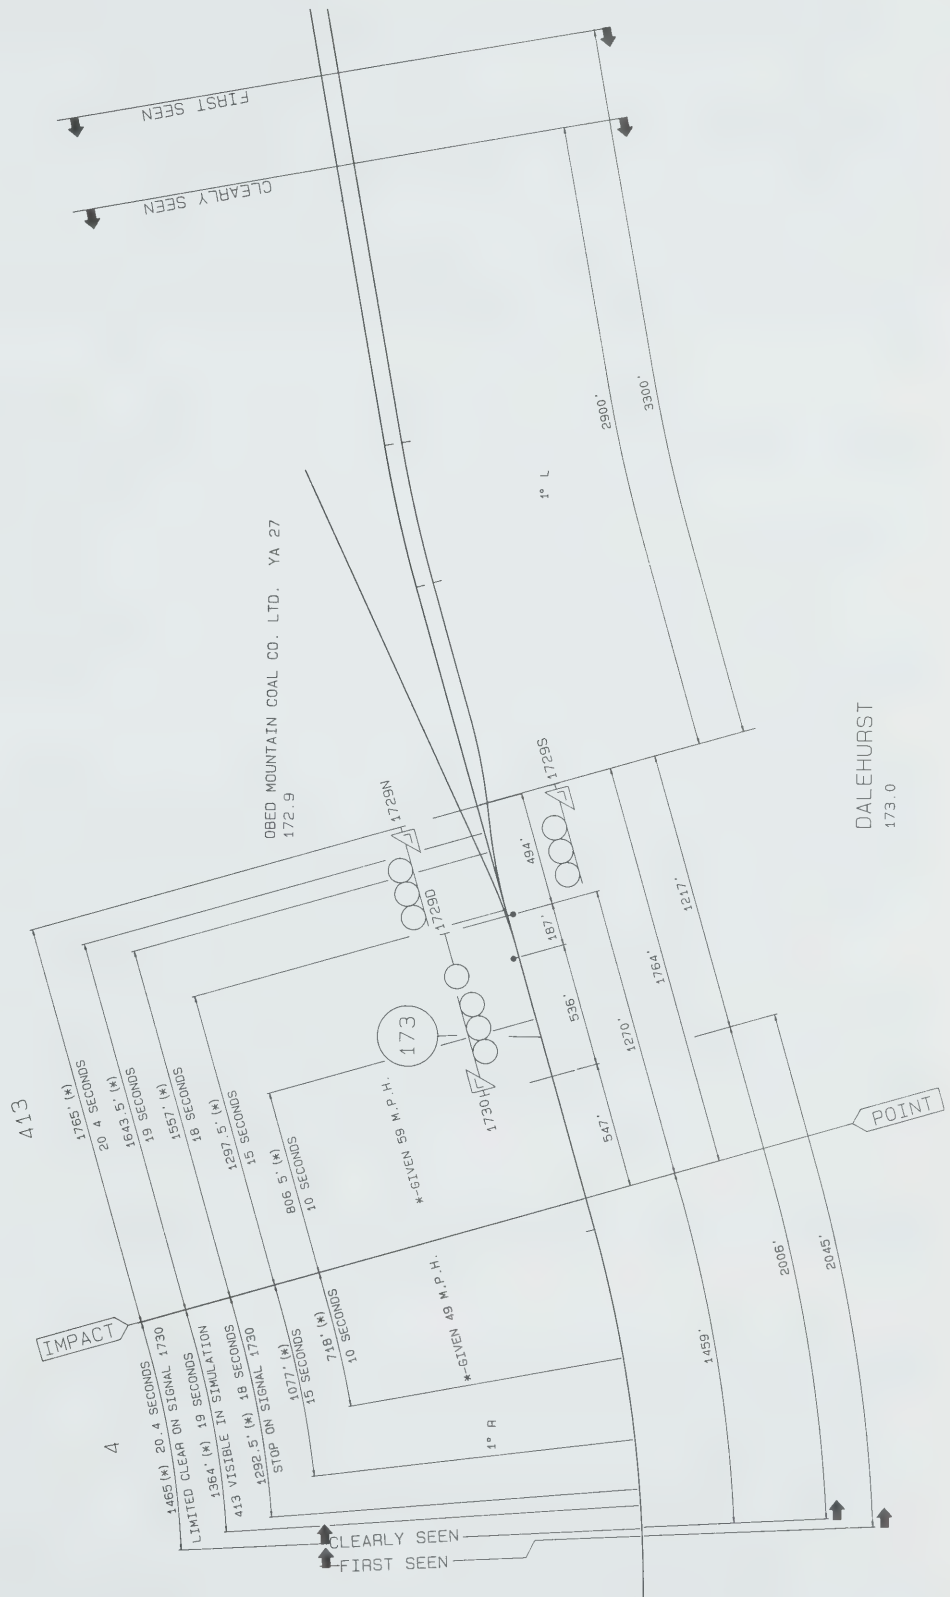 FIRST SEEN
CLEARLY SEEN
2900'
3300'
1° L
OBED MOUNTAIN COAL CO. LTD. YA 27
172.9
DALEHURST
173.0
413
1765' (*)
20 4 SECONDS
1643.5' (*)
19 SECONDS
1557' (*)
18 SECONDS
1297.5' (*)
15 SECONDS
806 5' (*)
10 SECONDS
*-GIVEN 59 M.P.H.
173
1729N
1729D
1729S
1730H
494'
187'
536'
547'
1270'
1764'
1217'
POINT
IMPACT
4
1465(*) 20.4 SECONDS
LIMITED CLEAR ON SIGNAL 1730
1364' (*) 19 SECONDS
413 VISIBLE IN SIMULATION
1292.5' (*) 18 SECONDS
STOP ON SIGNAL 1730
1077' (*)
15 SECONDS
718' (*)
10 SECONDS
*-GIVEN 49 M.P.H.
1° R
1459'
2006'
2045'
CLEARLY SEEN
FIRST SEEN